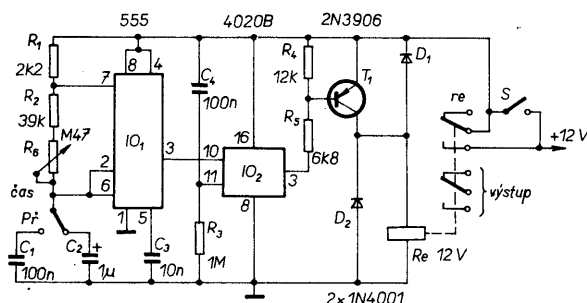 555
4020B
2N3906
R1
2K2
R2
39K
R6
M47
čas
Př
C1
100n
C2
+
1µ
7
8
4
IO1
3
2
6
1
5
C3
10n
C4
100n
R3
1M
10
11
16
IO2
3
8
R4
12k
R5
6K8
T1
D1
D2
re
S
+12 V
výstup
Re 12 V
2×1N4001